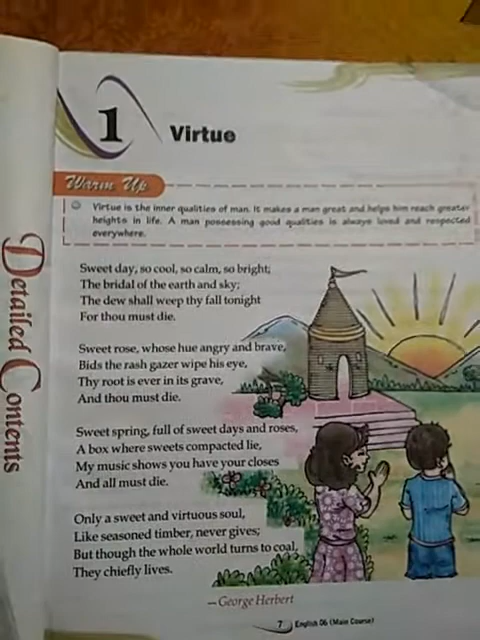 1
Virtue
Warm Up
Virtue is the inner qualities of man. It makes a man great and helps him reach greater
heights in life. A man possessing good qualities is always loved and respected
everywhere.
Detailed Contents
Sweet day, so cool, so calm, so bright;
The bridal of the earth and sky;
The dew shall weep thy fall tonight
For thou must die.
Sweet rose, whose hue angry and brave,
Bids the rash gazer wipe his eye,
Thy root is ever in its grave,
And thou must die.
Sweet spring, full of sweet days and roses,
A box where sweets compacted lie,
My music shows you have your closes
And all must die.
Only a sweet and virtuous soul,
Like seasoned timber, never gives;
But though the whole world turns to coal,
They chiefly lives.
—George Herbert
7
English 06 (Main Course)